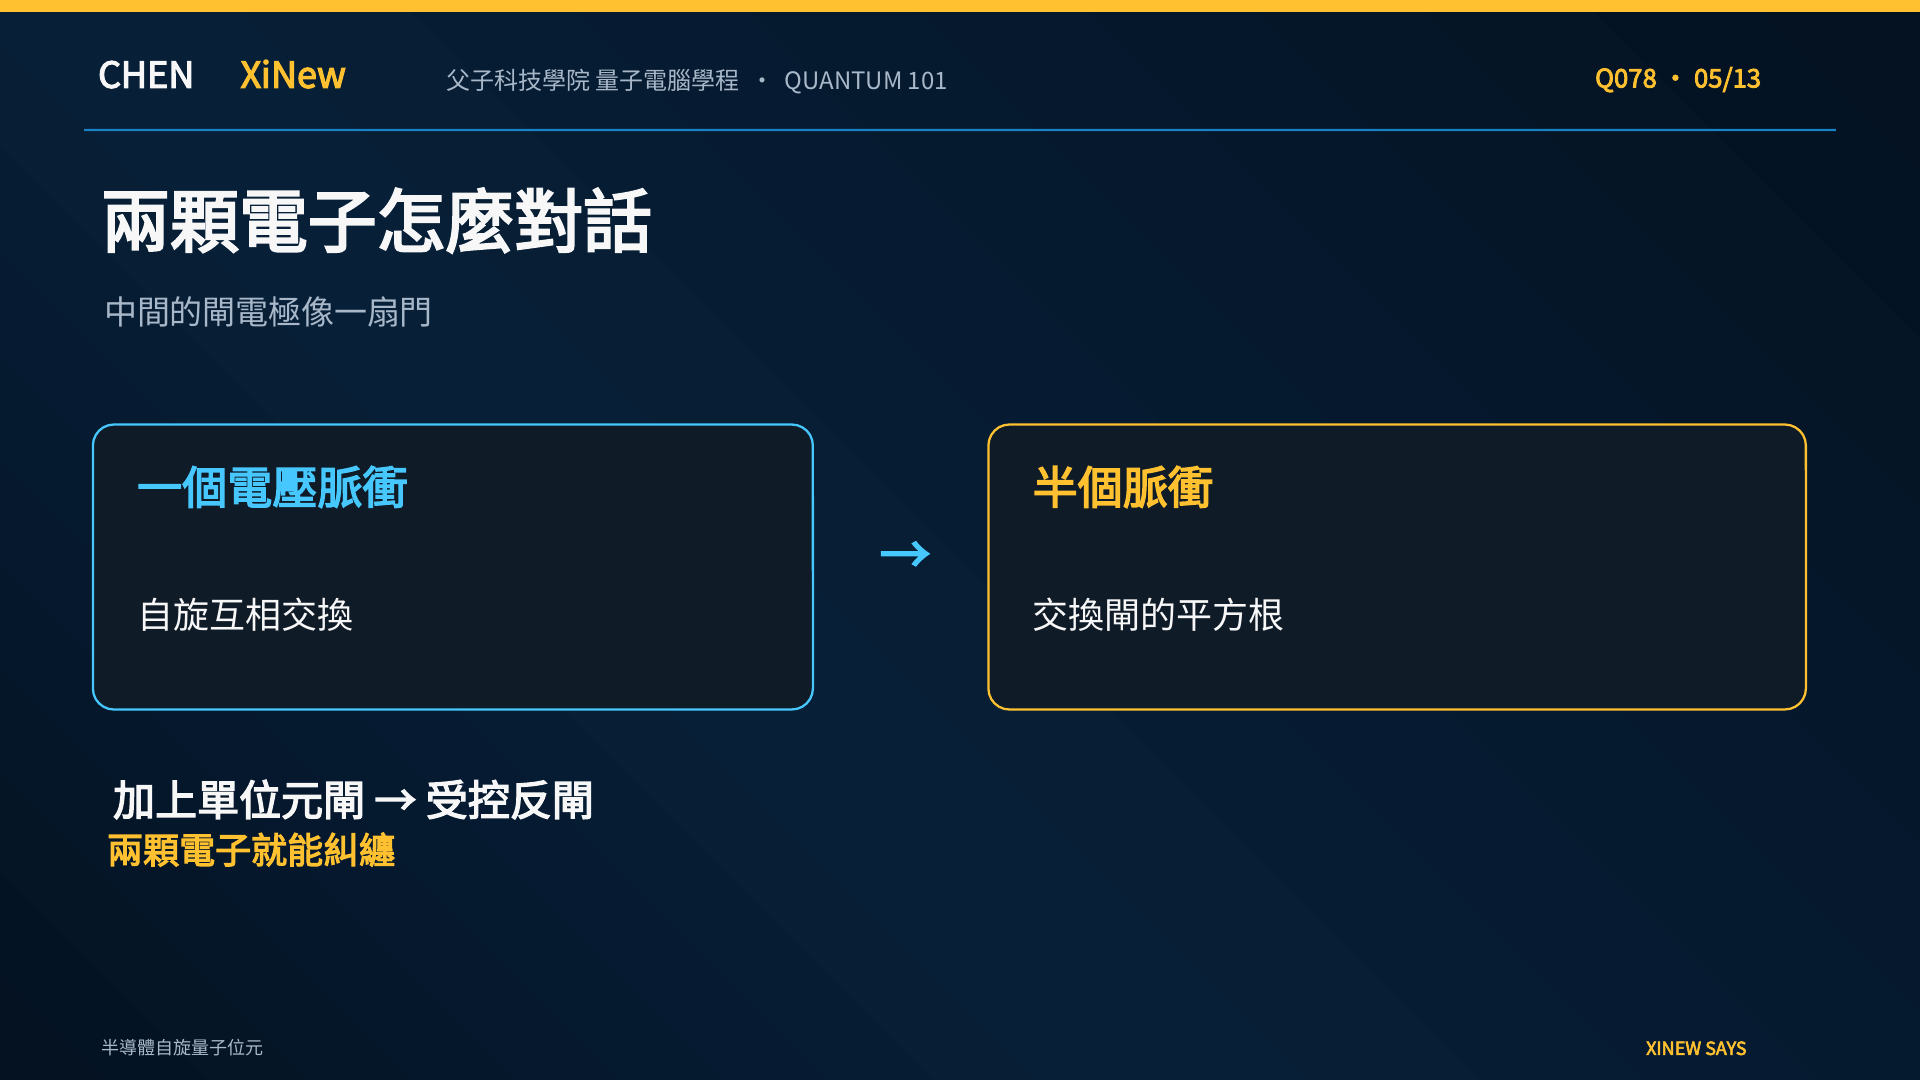 CHEN XiNew 父子科技學院 量子電腦學程 • QUANTUM 101 Q078 • 05/13
兩顆電子怎麼對話
中間的閘電極像一扇門
一個電壓脈衝
自旋互相交換
→
半個脈衝
交換閘的平方根
加上單位元閘 → 受控反閘
兩顆電子就能糾纏
半導體自旋量子位元
XINEW SAYS